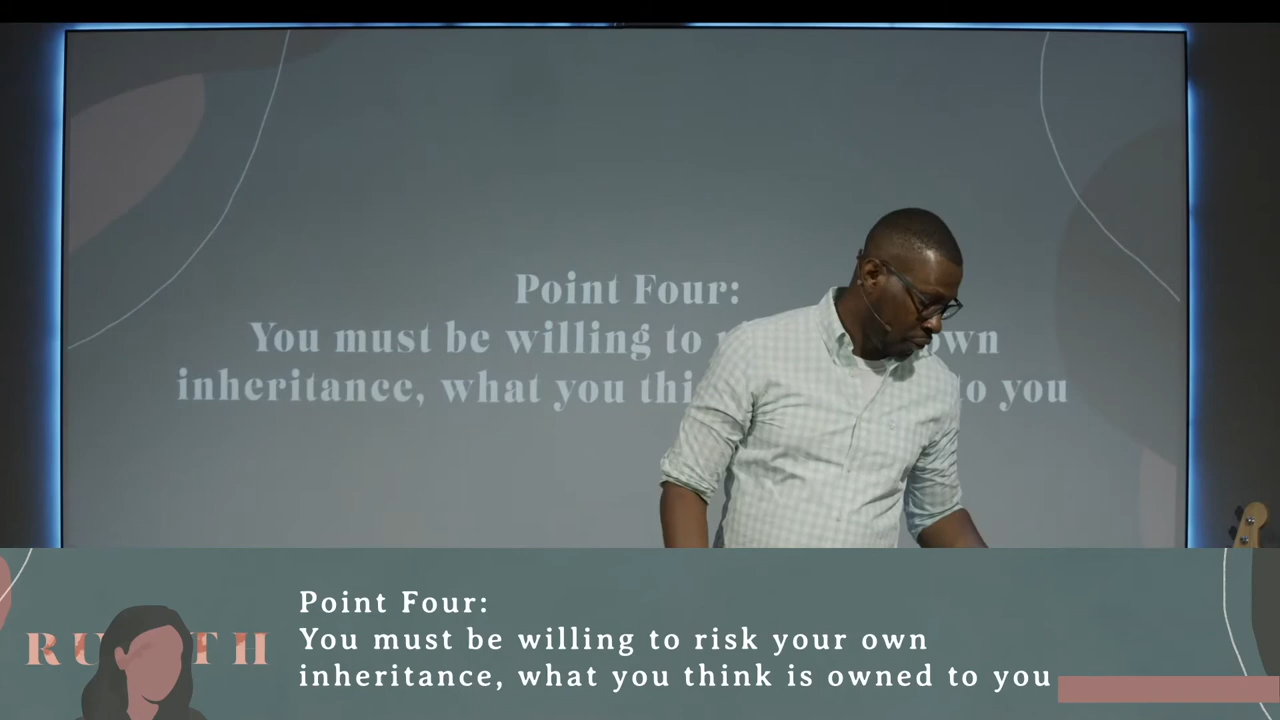 Point Four:
You must be willing to own
inheritance, what you to you
RUTH
Point Four:
You must be willing to risk your own
inheritance, what you think is owned to you